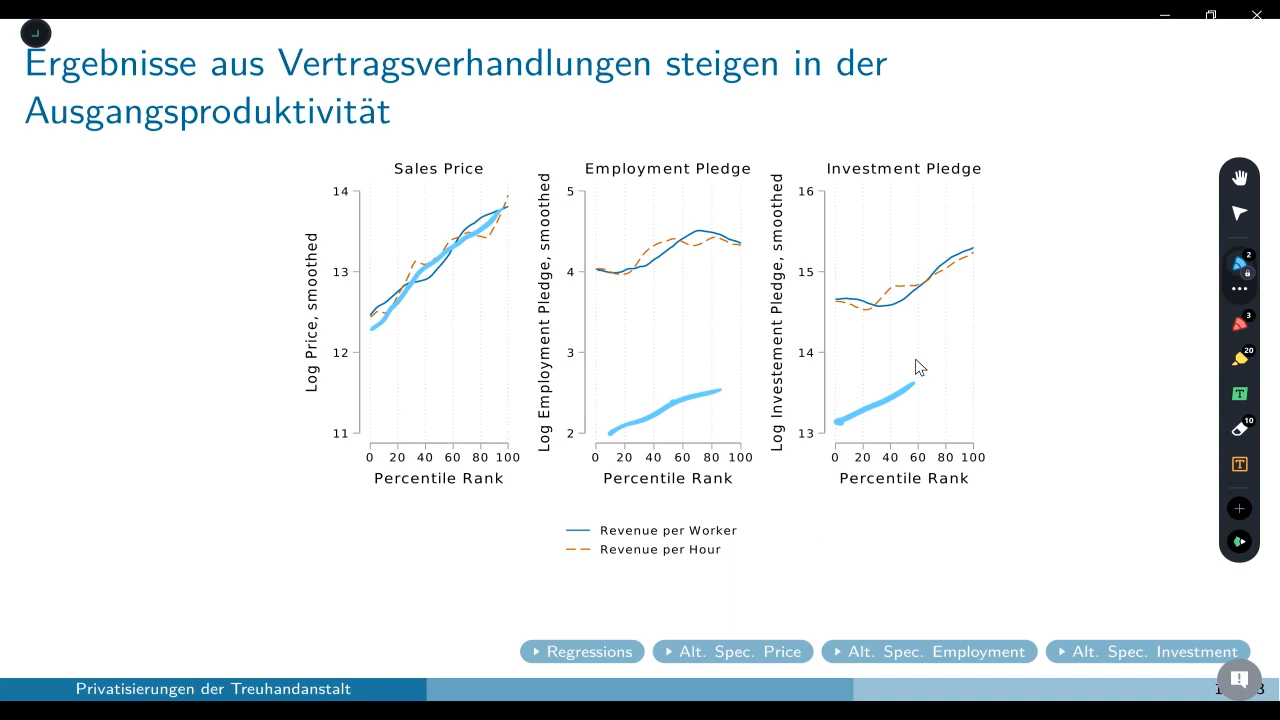 Ergebnisse aus Vertragsverhandlungen steigen in der
Ausgangsproduktivität
Sales Price
Log Price, smoothed
14
13
12
11
0 20 40 60 80 100
Percentile Rank
Employment Pledge
Log Employment Pledge, smoothed
5
4
3
2
0 20 40 60 80 100
Percentile Rank
Investment Pledge
Log Investement Pledge, smoothed
16
15
14
13
0 20 40 60 80 100
Percentile Rank
Revenue per Worker
Revenue per Hour
2
3
20
T
10
T
Regressions
Alt. Spec. Price
Alt. Spec. Employment
Alt. Spec. Investment
Privatisierungen der Treuhandanstalt